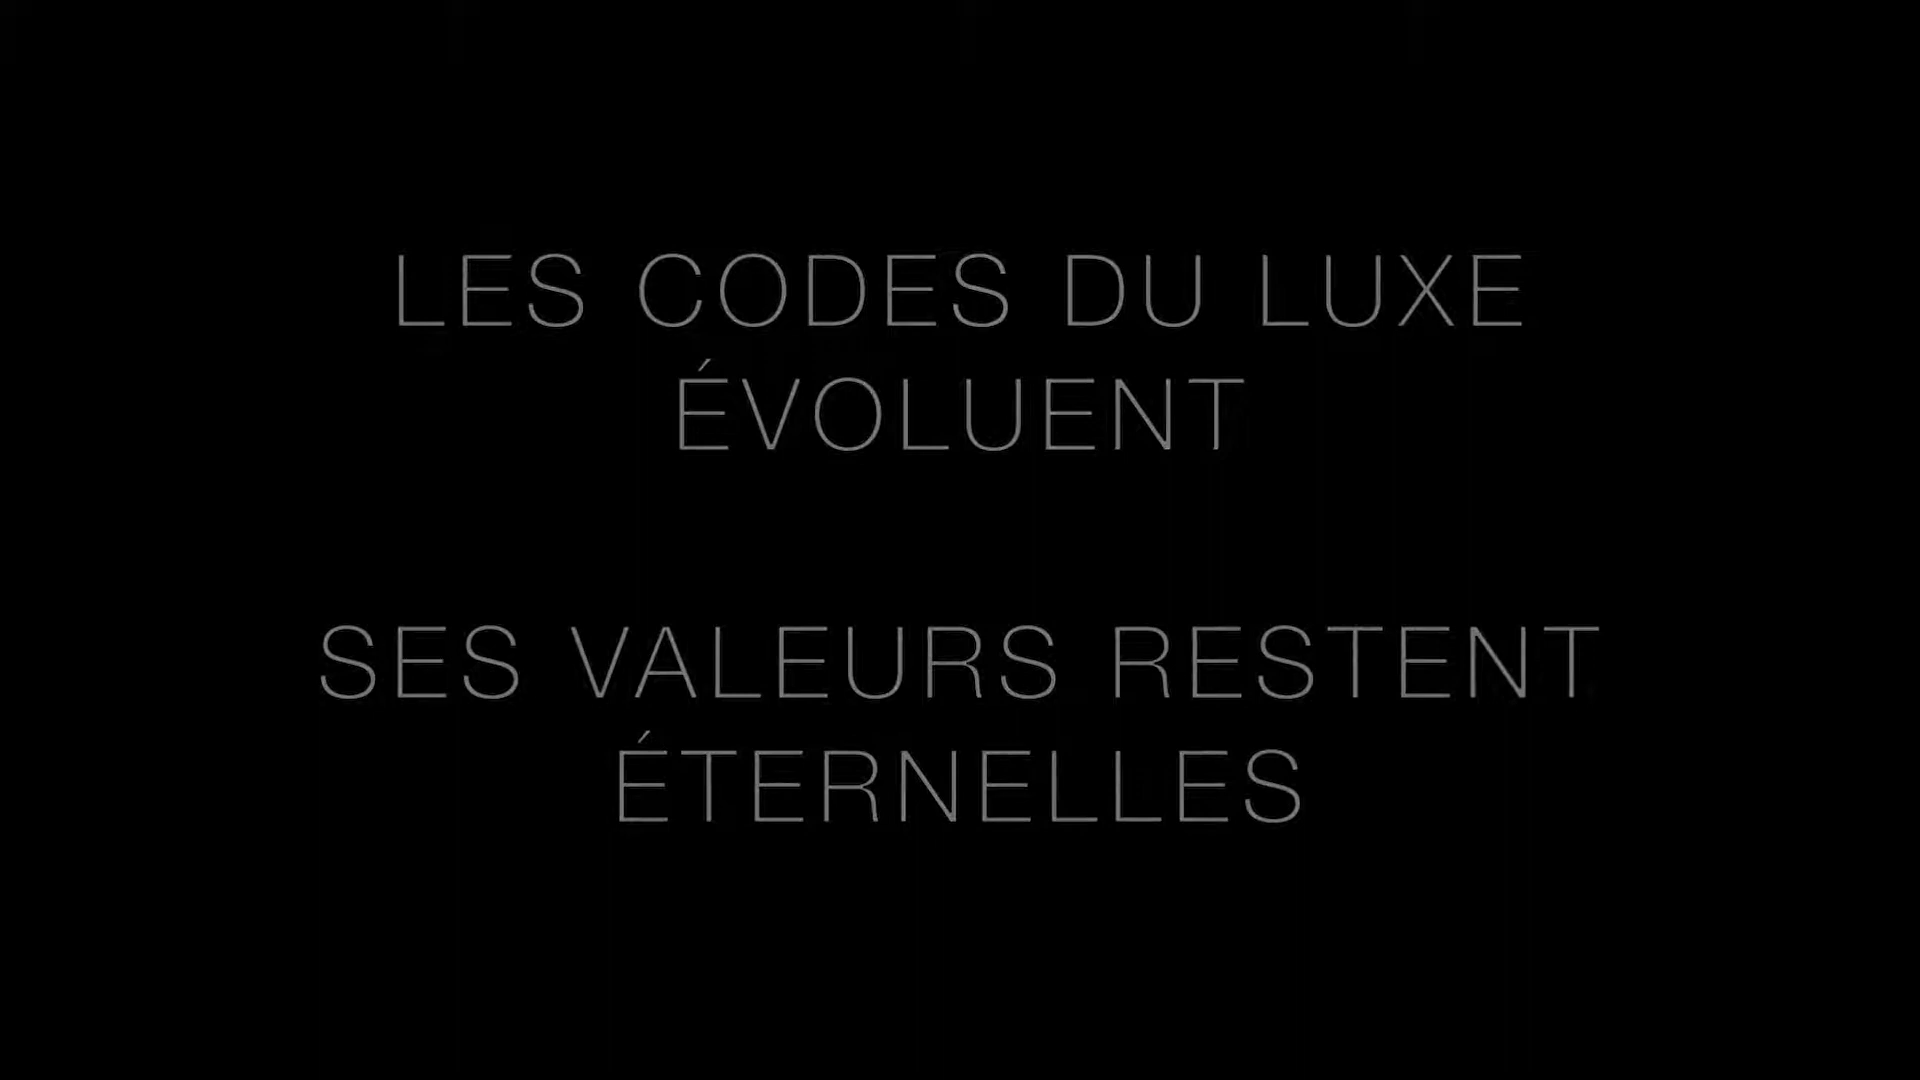 LES CODES DU LUXE
ÉVOLUENT
SES VALEURS RESTENT
ÉTERNELLES